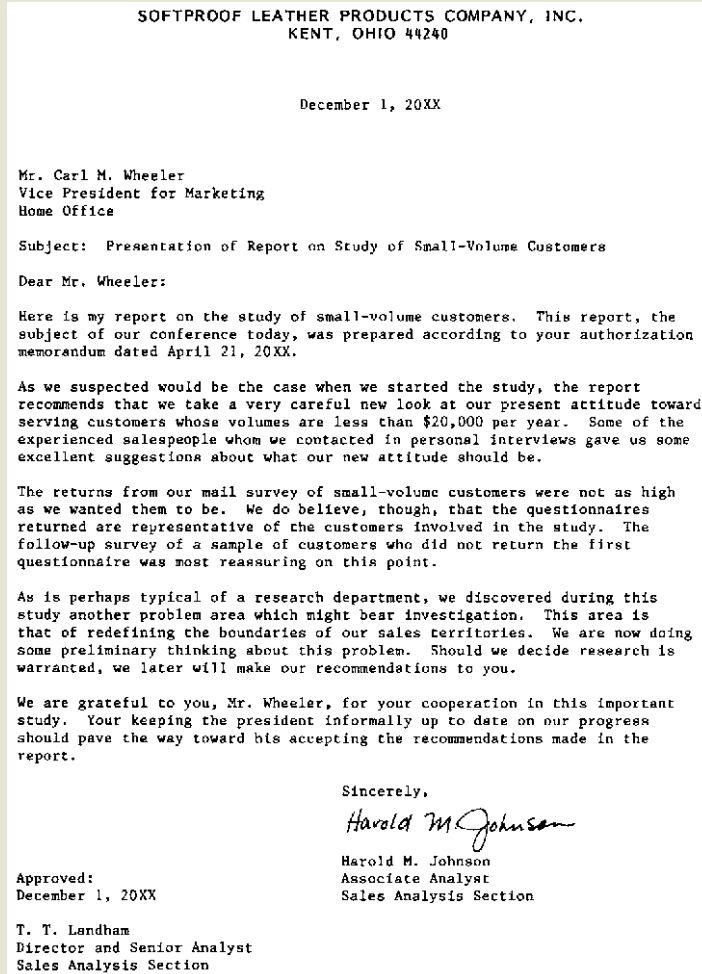 SOFTPROOF LEATHER PRODUCTS COMPANY, INC.
KENT, OHIO 44240
December 1, 20XX
Mr. Carl M. Wheeler
Vice President for Marketing
Home Office
Subject: Presentation of Report on Study of Small-Volume Customers
Dear Mr. Wheeler:
Here is my report on the study of small-volume customers. This report, the
subject of our conference today, was prepared according to your authorization
memorandum dated April 21, 20XX.
As we suspected would be the case when we started the study, the report
recommends that we take a very careful new look at our present attitude toward
serving customers whose volumes are less than $20,000 per year. Some of the
experienced salespeople whom we contacted in personal interviews gave us some
excellent suggestions about what our new attitude should be.
The returns from our mail survey of small-volume customers were not as high
as we wanted them to be. We do believe, though, that the questionnaires
returned are representative of the customers involved in the study. The
follow-up survey of a sample of customers who did not return the first
questionnaire was most reassuring on this point.
As is perhaps typical of a research department, we discovered during this
study another problem area which might bear investigation. This area is
that of redefining the boundaries of our sales territories. We are now doing
some preliminary thinking about this problem. Should we decide research is
warranted, we later will make our recommendations to you.
We are grateful to you, Mr. Wheeler, for your cooperation in this important
study. Your keeping the president informally up to date on our progress
should pave the way toward his accepting the recommendations made in the
report.
Sincerely,
Harold M. Johnson
Harold M. Johnson
Associate Analyst
Sales Analysis Section
Approved:
December 1, 20XX
T. T. Landham
Director and Senior Analyst
Sales Analysis Section